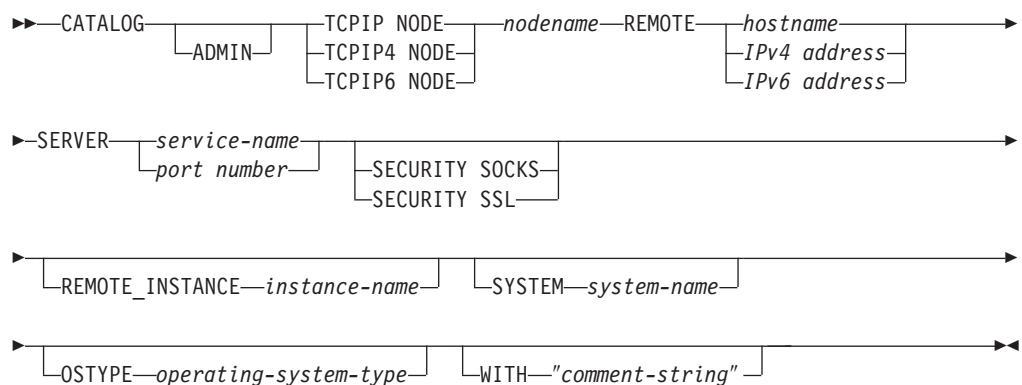 CATALOG TCPIP NODE nodename REMOTE hostname
ADMIN TCPIP4 NODE IPv4 address
TCPIP6 NODE IPv6 address
SERVER service-name
port number SECURITY SOCKS
SECURITY SSL
REMOTE_INSTANCE instance-name SYSTEM system-name
OSTYPE operating-system-type WITH "comment-string"